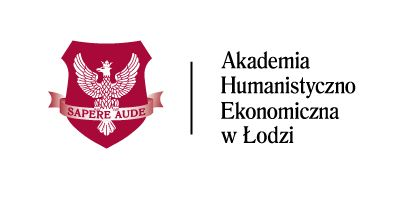 SAPERE AUDE
Akademia
Humanistyczno
Ekonomiczna
w Łodzi